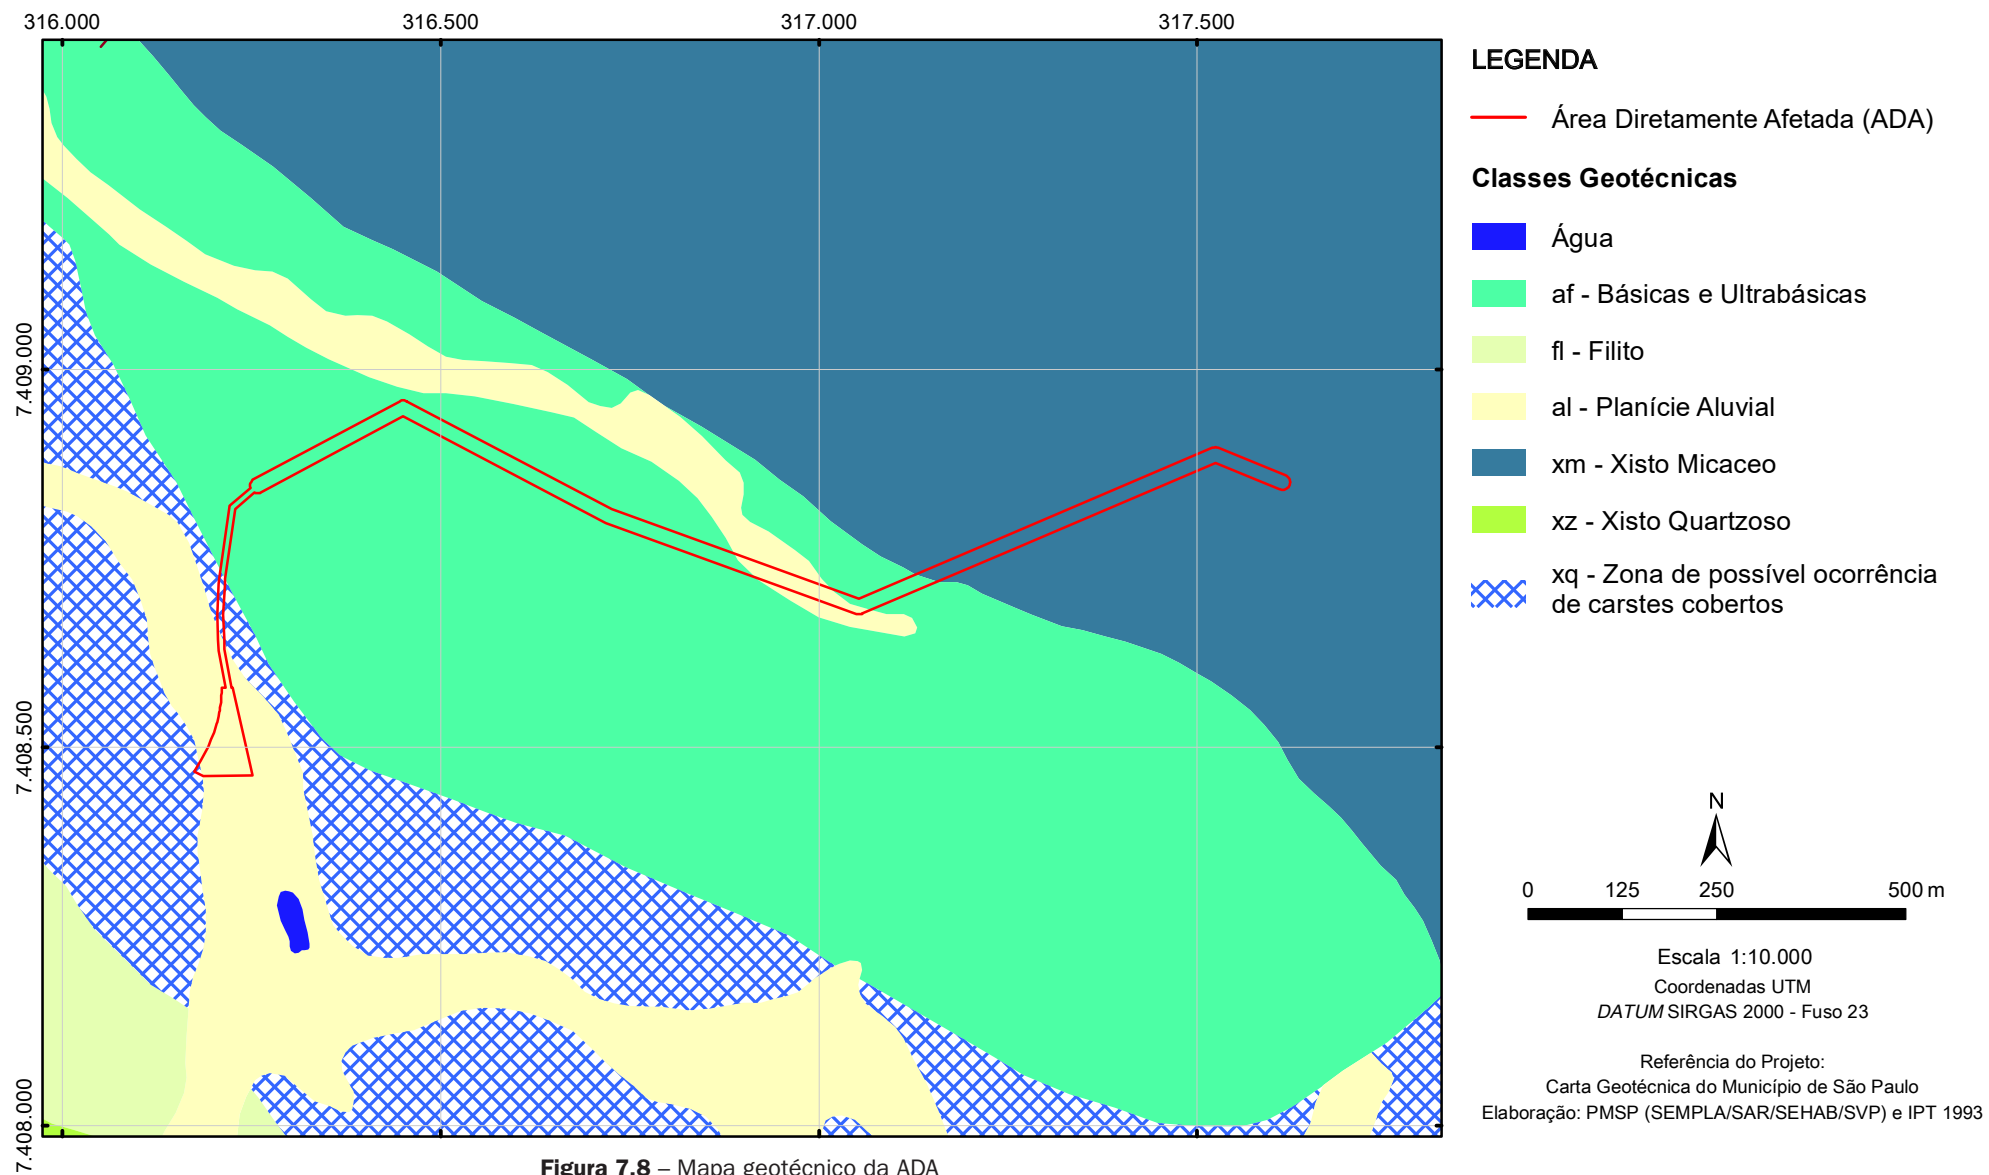 316.000 316.500 317.000 317.500
7.409.000
7.408.500
7.408.000
LEGENDA
Área Diretamente Afetada (ADA)
Classes Geotécnicas
Água
af - Básicas e Ultrabásicas
fl - Filito
al - Planície Aluvial
xm - Xisto Micaceo
xz - Xisto Quartzoso
xq - Zona de possível ocorrência
de carstes cobertos
N
0 125 250 500 m
Escala 1:10.000
Coordenadas UTM
DATUM SIRGAS 2000 - Fuso 23
Referência do Projeto:
Carta Geotécnica do Município de São Paulo
Elaboração: PMSP (SEMPLA/SAR/SEHAB/SVP) e IPT 1993
Figura 7.8 – Mapa geotécnico da ADA